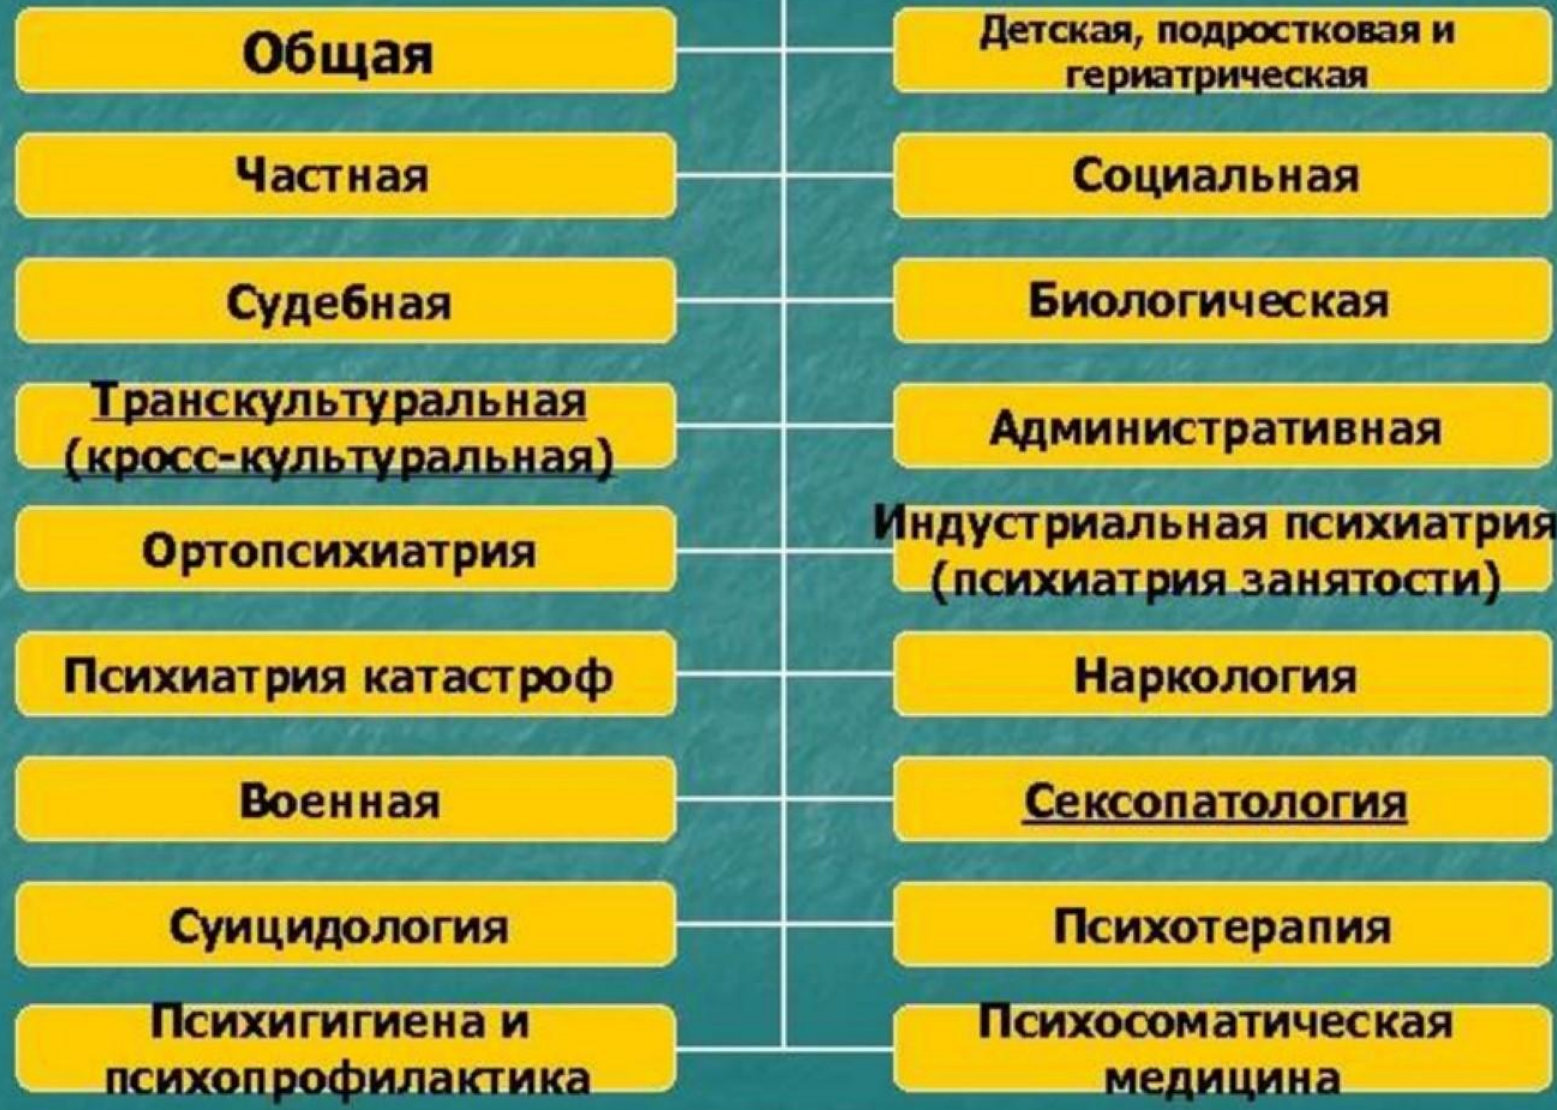 Общая
Детская, подростковая и
гериатрическая
Частная
Социальная
Судебная
Биологическая
Транскультуральная
(кросс-культуральная)
Административная
Ортопсихиатрия
Индустриальная психиатрия
(психиатрия занятости)
Психиатрия катастроф
Наркология
Военная
Сексопатология
Суицидология
Психотерапия
Психигигиена и
психопрофилактика
Психосоматическая
медицина